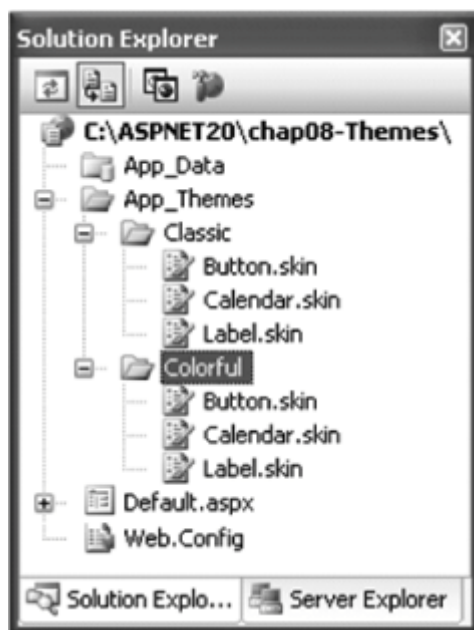 Solution Explorer
C:\ASPNET20\chap08-Themes\
App_Data
App_Themes
Classic
Button.skin
Calendar.skin
Label.skin
Colorful
Button.skin
Calendar.skin
Label.skin
Default.aspx
Web.Config
Solution Explo... Server Explorer